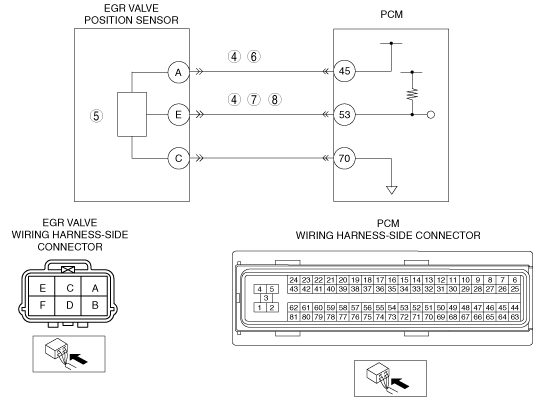 EGR VALVE
POSITION SENSOR
PCM
A
4 6
45
5
E
4 7 8
53
C
70
EGR VALVE
WIRING HARNESS-SIDE
CONNECTOR
E C A
F D B
PCM
WIRING HARNESS-SIDE CONNECTOR
24 23 22 21 20 19 18 17 16 15 14 13 12 11 10 9 8 7 6
4 5 43 42 41 40 39 38 37 36 35 34 33 32 31 30 29 28 27 26 25
3
1 2 62 61 60 59 58 57 56 55 54 53 52 51 50 49 48 47 46 45 44
81 80 79 78 77 76 75 74 73 72 71 70 69 68 67 66 65 64 63